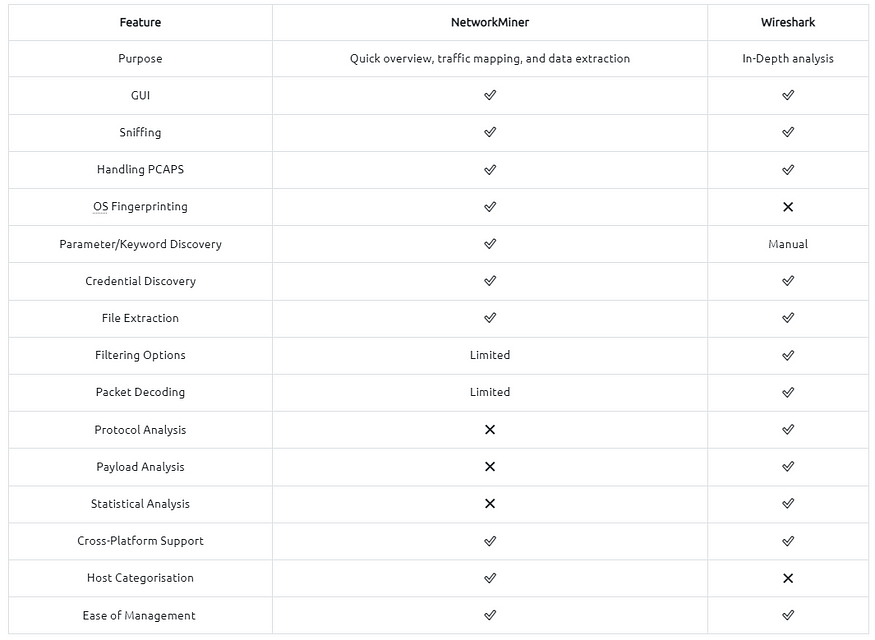 Feature NetworkMiner Wireshark
Purpose Quick overview, traffic mapping, and data extraction In-Depth analysis
GUI ✔ ✔
Sniffing ✔ ✔
Handling PCAPS ✔ ✔
OS Fingerprinting ✔ ✕
Parameter/Keyword Discovery ✔ Manual
Credential Discovery ✔ ✔
File Extraction ✔ ✔
Filtering Options Limited ✔
Packet Decoding Limited ✔
Protocol Analysis ✕ ✔
Payload Analysis ✕ ✔
Statistical Analysis ✕ ✔
Cross-Platform Support ✔ ✔
Host Categorisation ✔ ✕
Ease of Management ✔ ✔